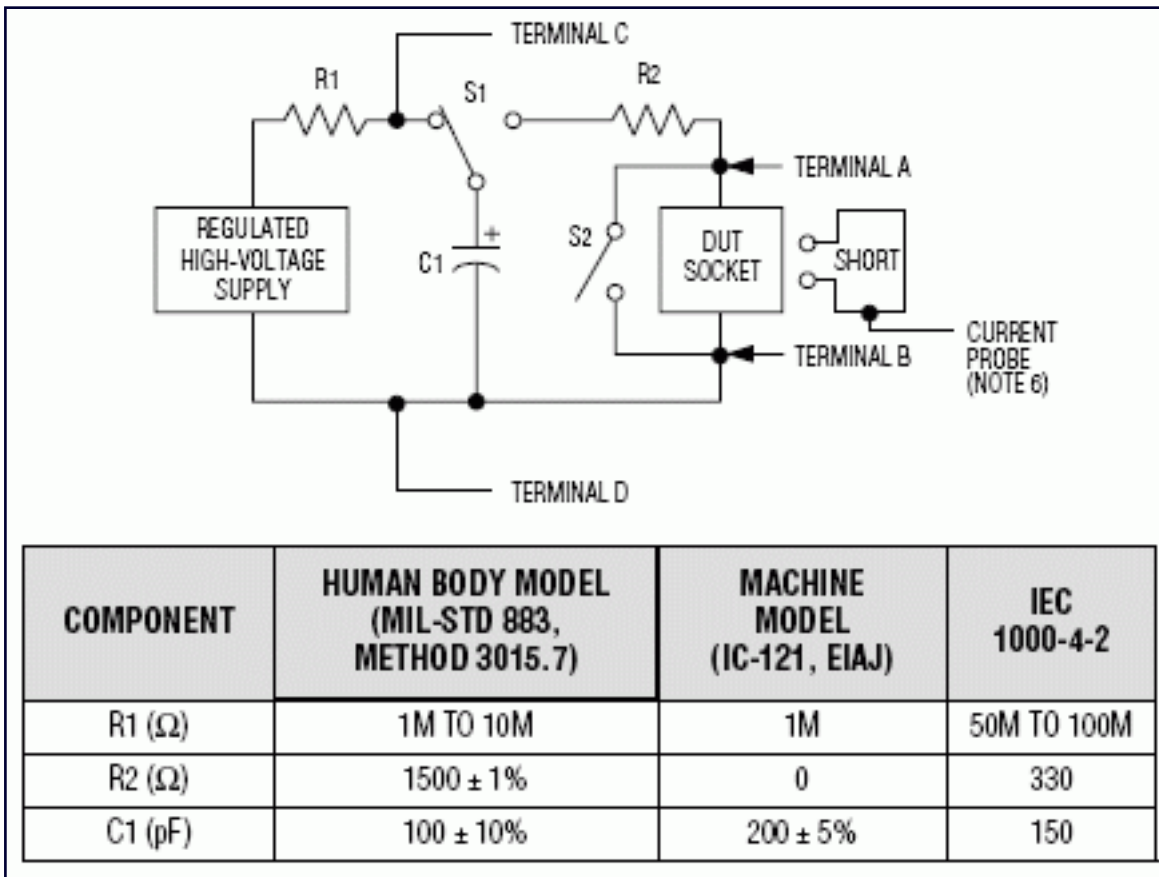 TERMINAL C
R1
S1
R2
TERMINAL A
REGULATED
HIGH-VOLTAGE
SUPPLY
C1
+
S2
DUT
SOCKET
SHORT
TERMINAL B
CURRENT
PROBE
(NOTE 6)
TERMINAL D
COMPONENT
HUMAN BODY MODEL
(MIL-STD 883,
METHOD 3015.7)
MACHINE
MODEL
(IC-121, EIAJ)
IEC
1000-4-2
R1 (Ω) 1M TO 10M 1M 50M TO 100M
R2 (Ω) 1500 ± 1% 0 330
C1 (pF) 100 ± 10% 200 ± 5% 150